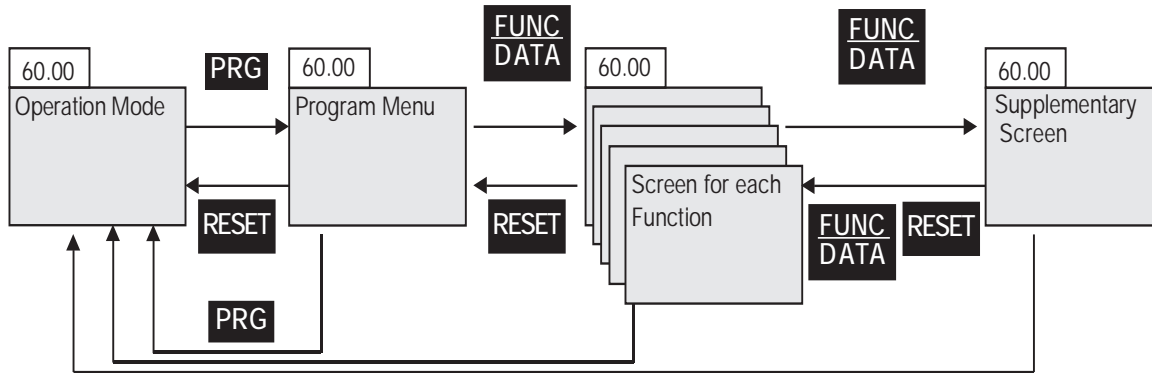 60.00
Operation Mode
PRG
60.00
Program Menu
FUNC
DATA
60.00
FUNC
DATA
60.00
Supplementary
Screen
Screen for each
Function
RESET
RESET
FUNC
DATA
RESET
PRG